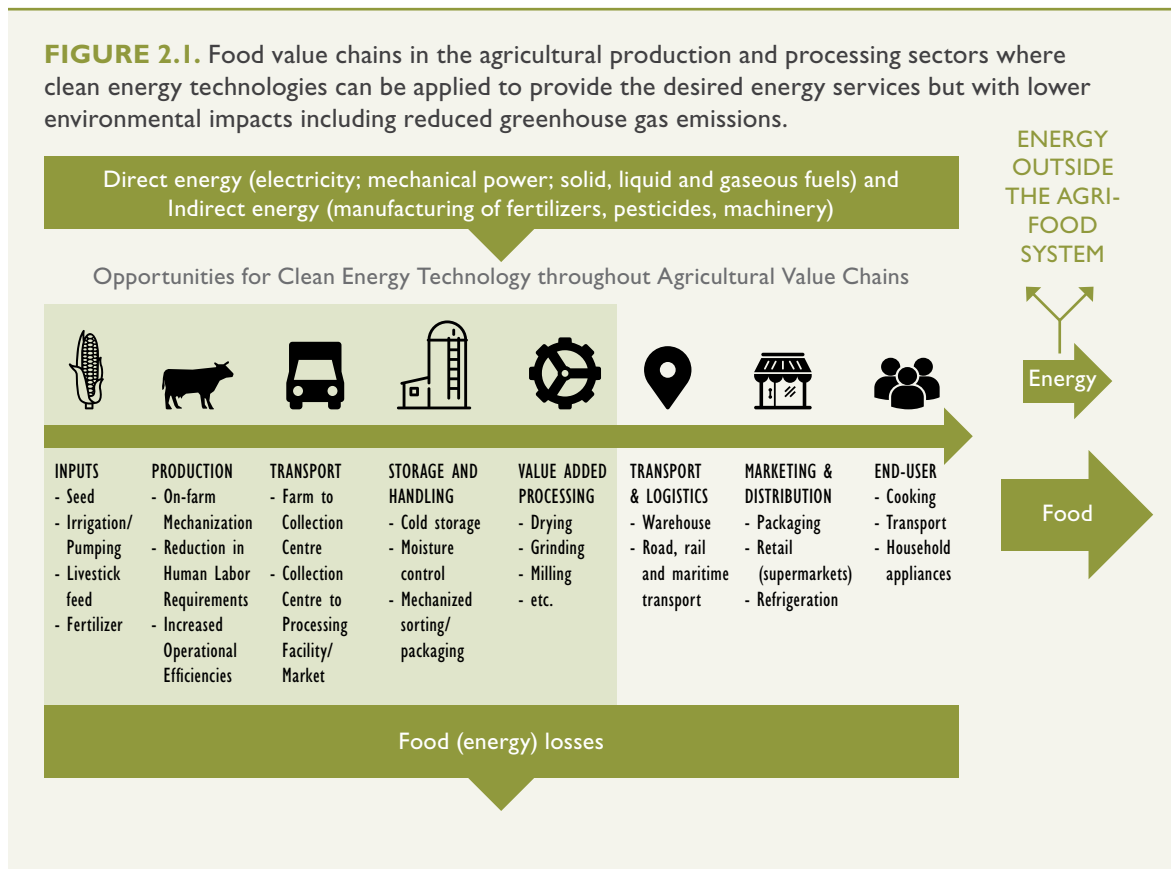 FIGURE 2.1. Food value chains in the agricultural production and processing sectors where
clean energy technologies can be applied to provide the desired energy services but with lower
environmental impacts including reduced greenhouse gas emissions.
Direct energy (electricity; mechanical power; solid, liquid and gaseous fuels) and
Indirect energy (manufacturing of fertilizers, pesticides, machinery)
Opportunities for Clean Energy Technology throughout Agricultural Value Chains
INPUTS
- Seed
- Irrigation/
Pumping
- Livestick
feed
- Fertilizer
PRODUCTION
- On-farm
Mechanization
- Reduction in
Human Labor
Requirements
- Increased
Operational
Efficiencies
TRANSPORT
- Farm to
Collection
Centre
- Collection
Centre to
Processing
Facility/
Market
STORAGE AND
HANDLING
- Cold storage
- Moisture
control
- Mechanized
sorting/
packaging
VALUE ADDED
PROCESSING
- Drying
- Grinding
- Milling
- etc.
TRANSPORT
& LOGISTICS
- Warehouse
- Road, rail
and maritime
transport
MARKETING &
DISTRIBUTION
- Packaging
- Retail
(supermarkets)
- Refrigeration
END-USER
- Cooking
- Transport
- Household
appliances
Food (energy) losses
ENERGY
OUTSIDE
THE AGRI-
FOOD
SYSTEM
Energy
Food